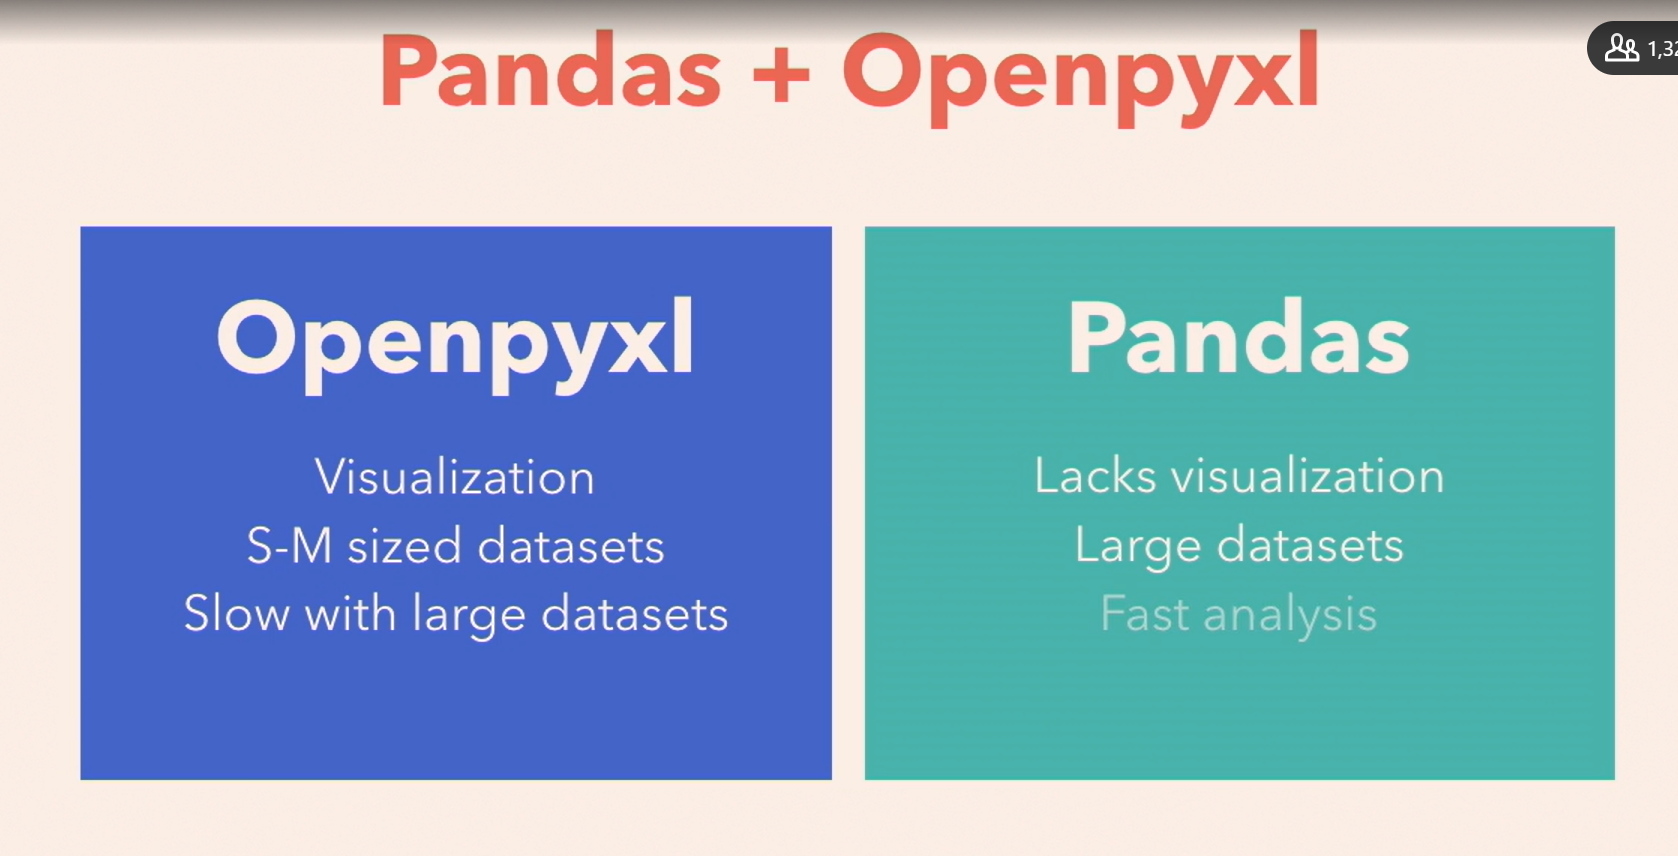 Pandas + Openpyxl
1,32
Openpyxl
Visualization
S-M sized datasets
Slow with large datasets
Pandas
Lacks visualization
Large datasets
Fast analysis